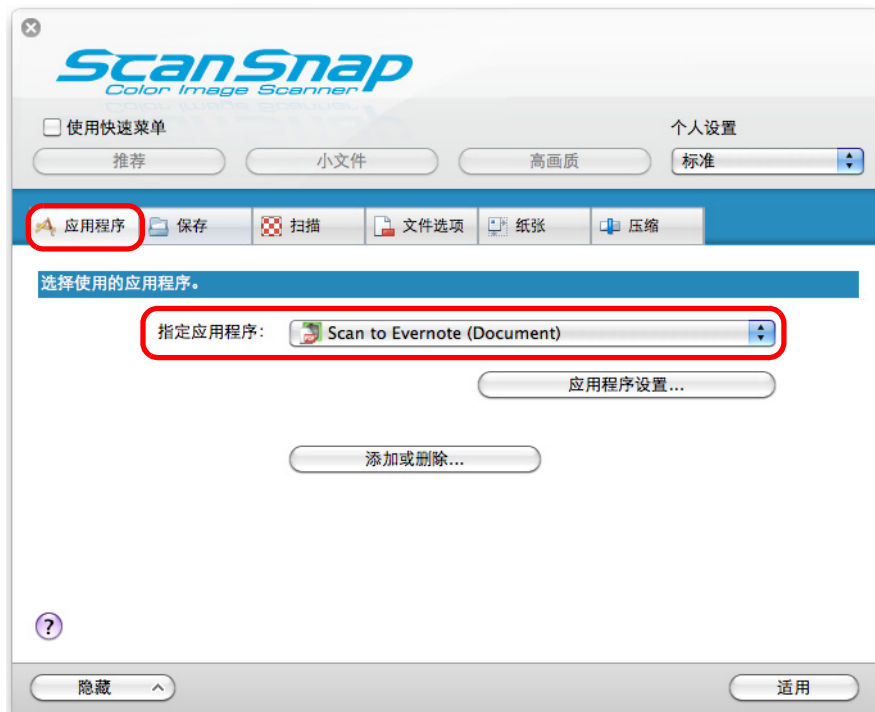 ScanSnap
Color Image Scanner
使用快速菜单
个人设置
推荐
小文件
高画质
标准
应用程序
保存
扫描
文件选项
纸张
压缩
选择使用的应用程序。
指定应用程序:
Scan to Evernote (Document)
应用程序设置...
添加或删除...
?
隐藏
适用